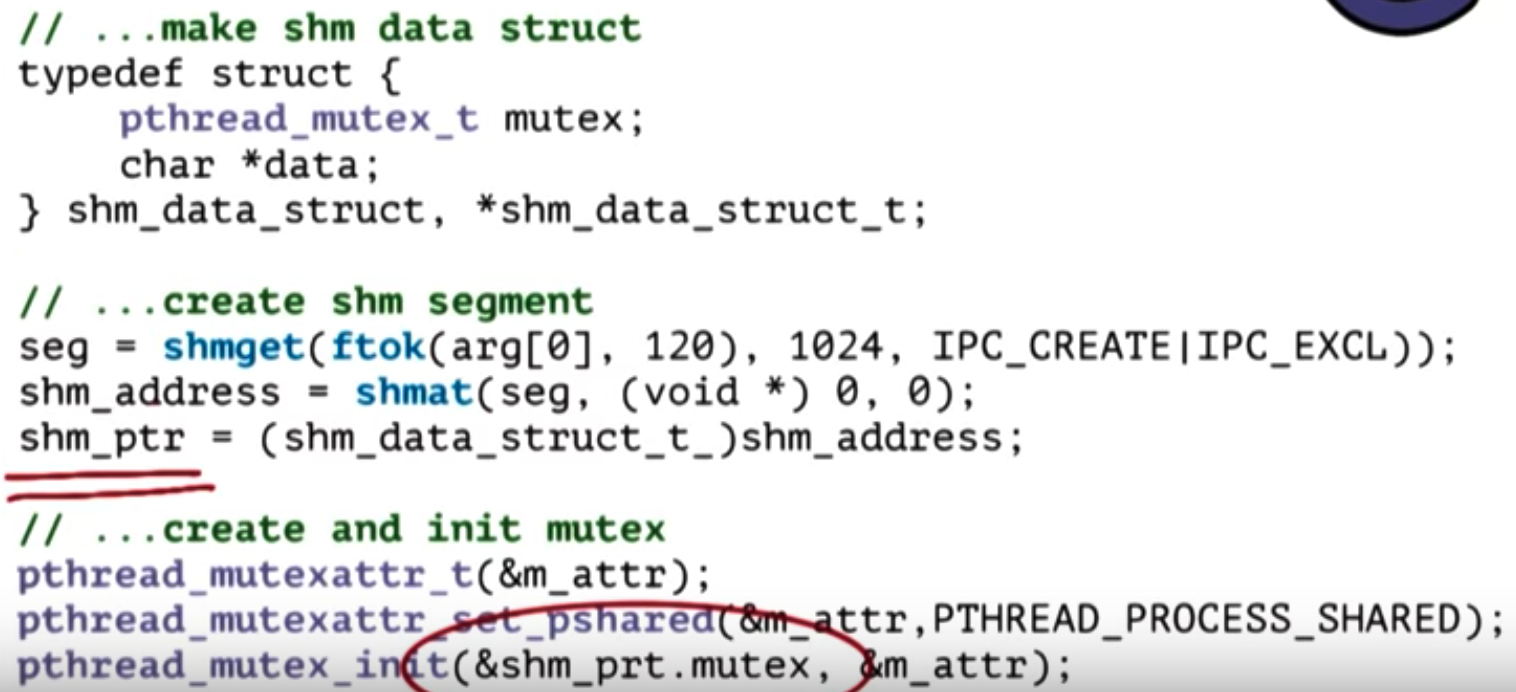 // ...make shm data struct
typedef struct {
pthread_mutex_t mutex;
char *data;
} shm_data_struct, *shm_data_struct_t;
// ...create shm segment
seg = shmget(ftok(arg[0], 120), 1024, IPC_CREATE|IPC_EXCL));
shm_address = shmat(seg, (void *) 0, 0);
shm_ptr = (shm_data_struct_t_)shm_address;
// ...create and init mutex
pthread_mutexattr_t(&m_attr);
pthread_mutexattr_set_pshared(&m_attr,PTHREAD_PROCESS_SHARED);
pthread_mutex_init(&shm_prt.mutex, &m_attr);